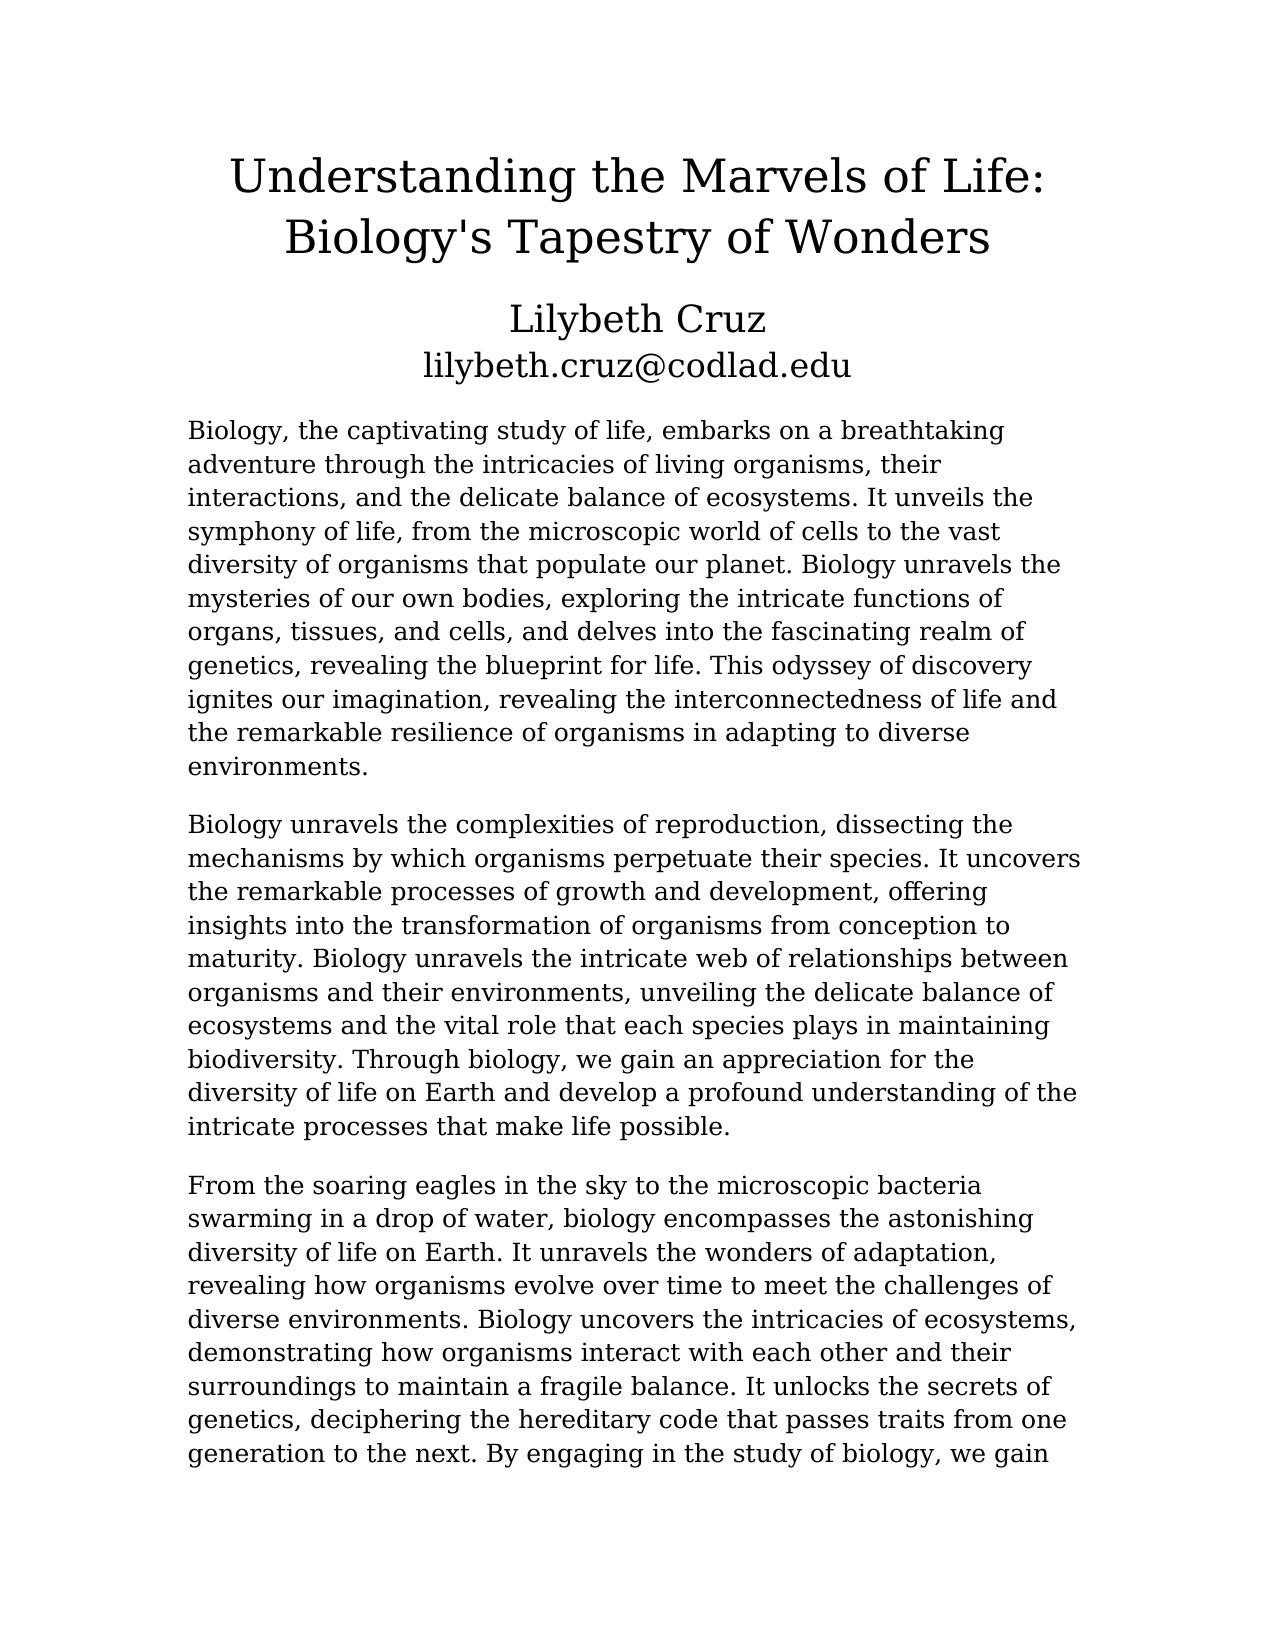 Understanding the Marvels of Life:
Biology's Tapestry of Wonders
Lilybeth Cruz
lilybeth.cruz@codlad.edu
Biology, the captivating study of life, embarks on a breathtaking
adventure through the intricacies of living organisms, their
interactions, and the delicate balance of ecosystems. It unveils the
symphony of life, from the microscopic world of cells to the vast
diversity of organisms that populate our planet. Biology unravels the
mysteries of our own bodies, exploring the intricate functions of
organs, tissues, and cells, and delves into the fascinating realm of
genetics, revealing the blueprint for life. This odyssey of discovery
ignites our imagination, revealing the interconnectedness of life and
the remarkable resilience of organisms in adapting to diverse
environments.
Biology unravels the complexities of reproduction, dissecting the
mechanisms by which organisms perpetuate their species. It uncovers
the remarkable processes of growth and development, offering
insights into the transformation of organisms from conception to
maturity. Biology unravels the intricate web of relationships between
organisms and their environments, unveiling the delicate balance of
ecosystems and the vital role that each species plays in maintaining
biodiversity. Through biology, we gain an appreciation for the
diversity of life on Earth and develop a profound understanding of the
intricate processes that make life possible.
From the soaring eagles in the sky to the microscopic bacteria
swarming in a drop of water, biology encompasses the astonishing
diversity of life on Earth. It unravels the wonders of adaptation,
revealing how organisms evolve over time to meet the challenges of
diverse environments. Biology uncovers the intricacies of ecosystems,
demonstrating how organisms interact with each other and their
surroundings to maintain a fragile balance. It unlocks the secrets of
genetics, deciphering the hereditary code that passes traits from one
generation to the next. By engaging in the study of biology, we gain